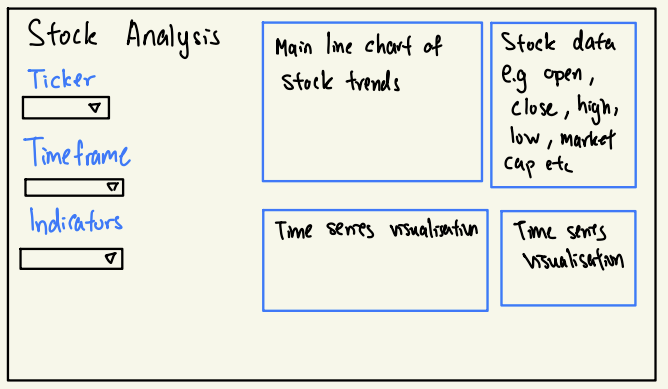 Stock Analysis
Ticker
Timeframe
Indicators
Main line chart of
stock trends
Stock data
e.g open,
close, high,
low, market
cap etc
Time series visualisation
Time series
visualisation